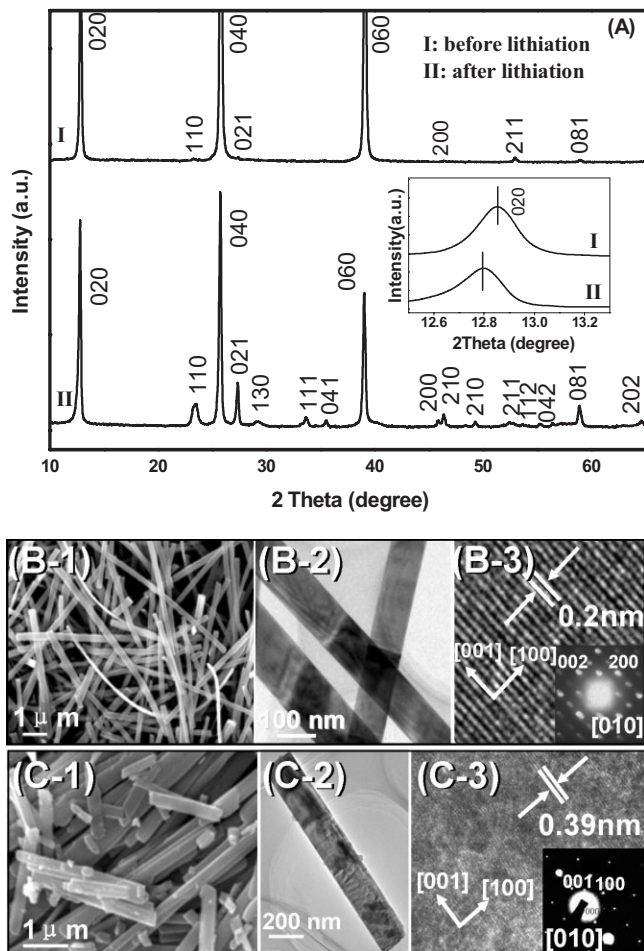 (A)
020
040
060
I: before lithiation
II: after lithiation
110
021
200
211
081
I
Intensity (a.u.)
Intensity(a.u.)
020
I
II
12.6 12.8 13.0 13.2
2Theta (degree)
020
040
060
110
021
130
111
041
200
210
210
211
112
042
081
202
II
10 20 30 40 50 60
2 Theta (degree)
(B-1)
1 μ m
(B-2)
100 nm
(B-3)
0.2nm
[001]
[100]
002 200
[010]
(C-1)
1 μ m
(C-2)
200 nm
(C-3)
0.39nm
[001]
[100]
001 100
000
[010]